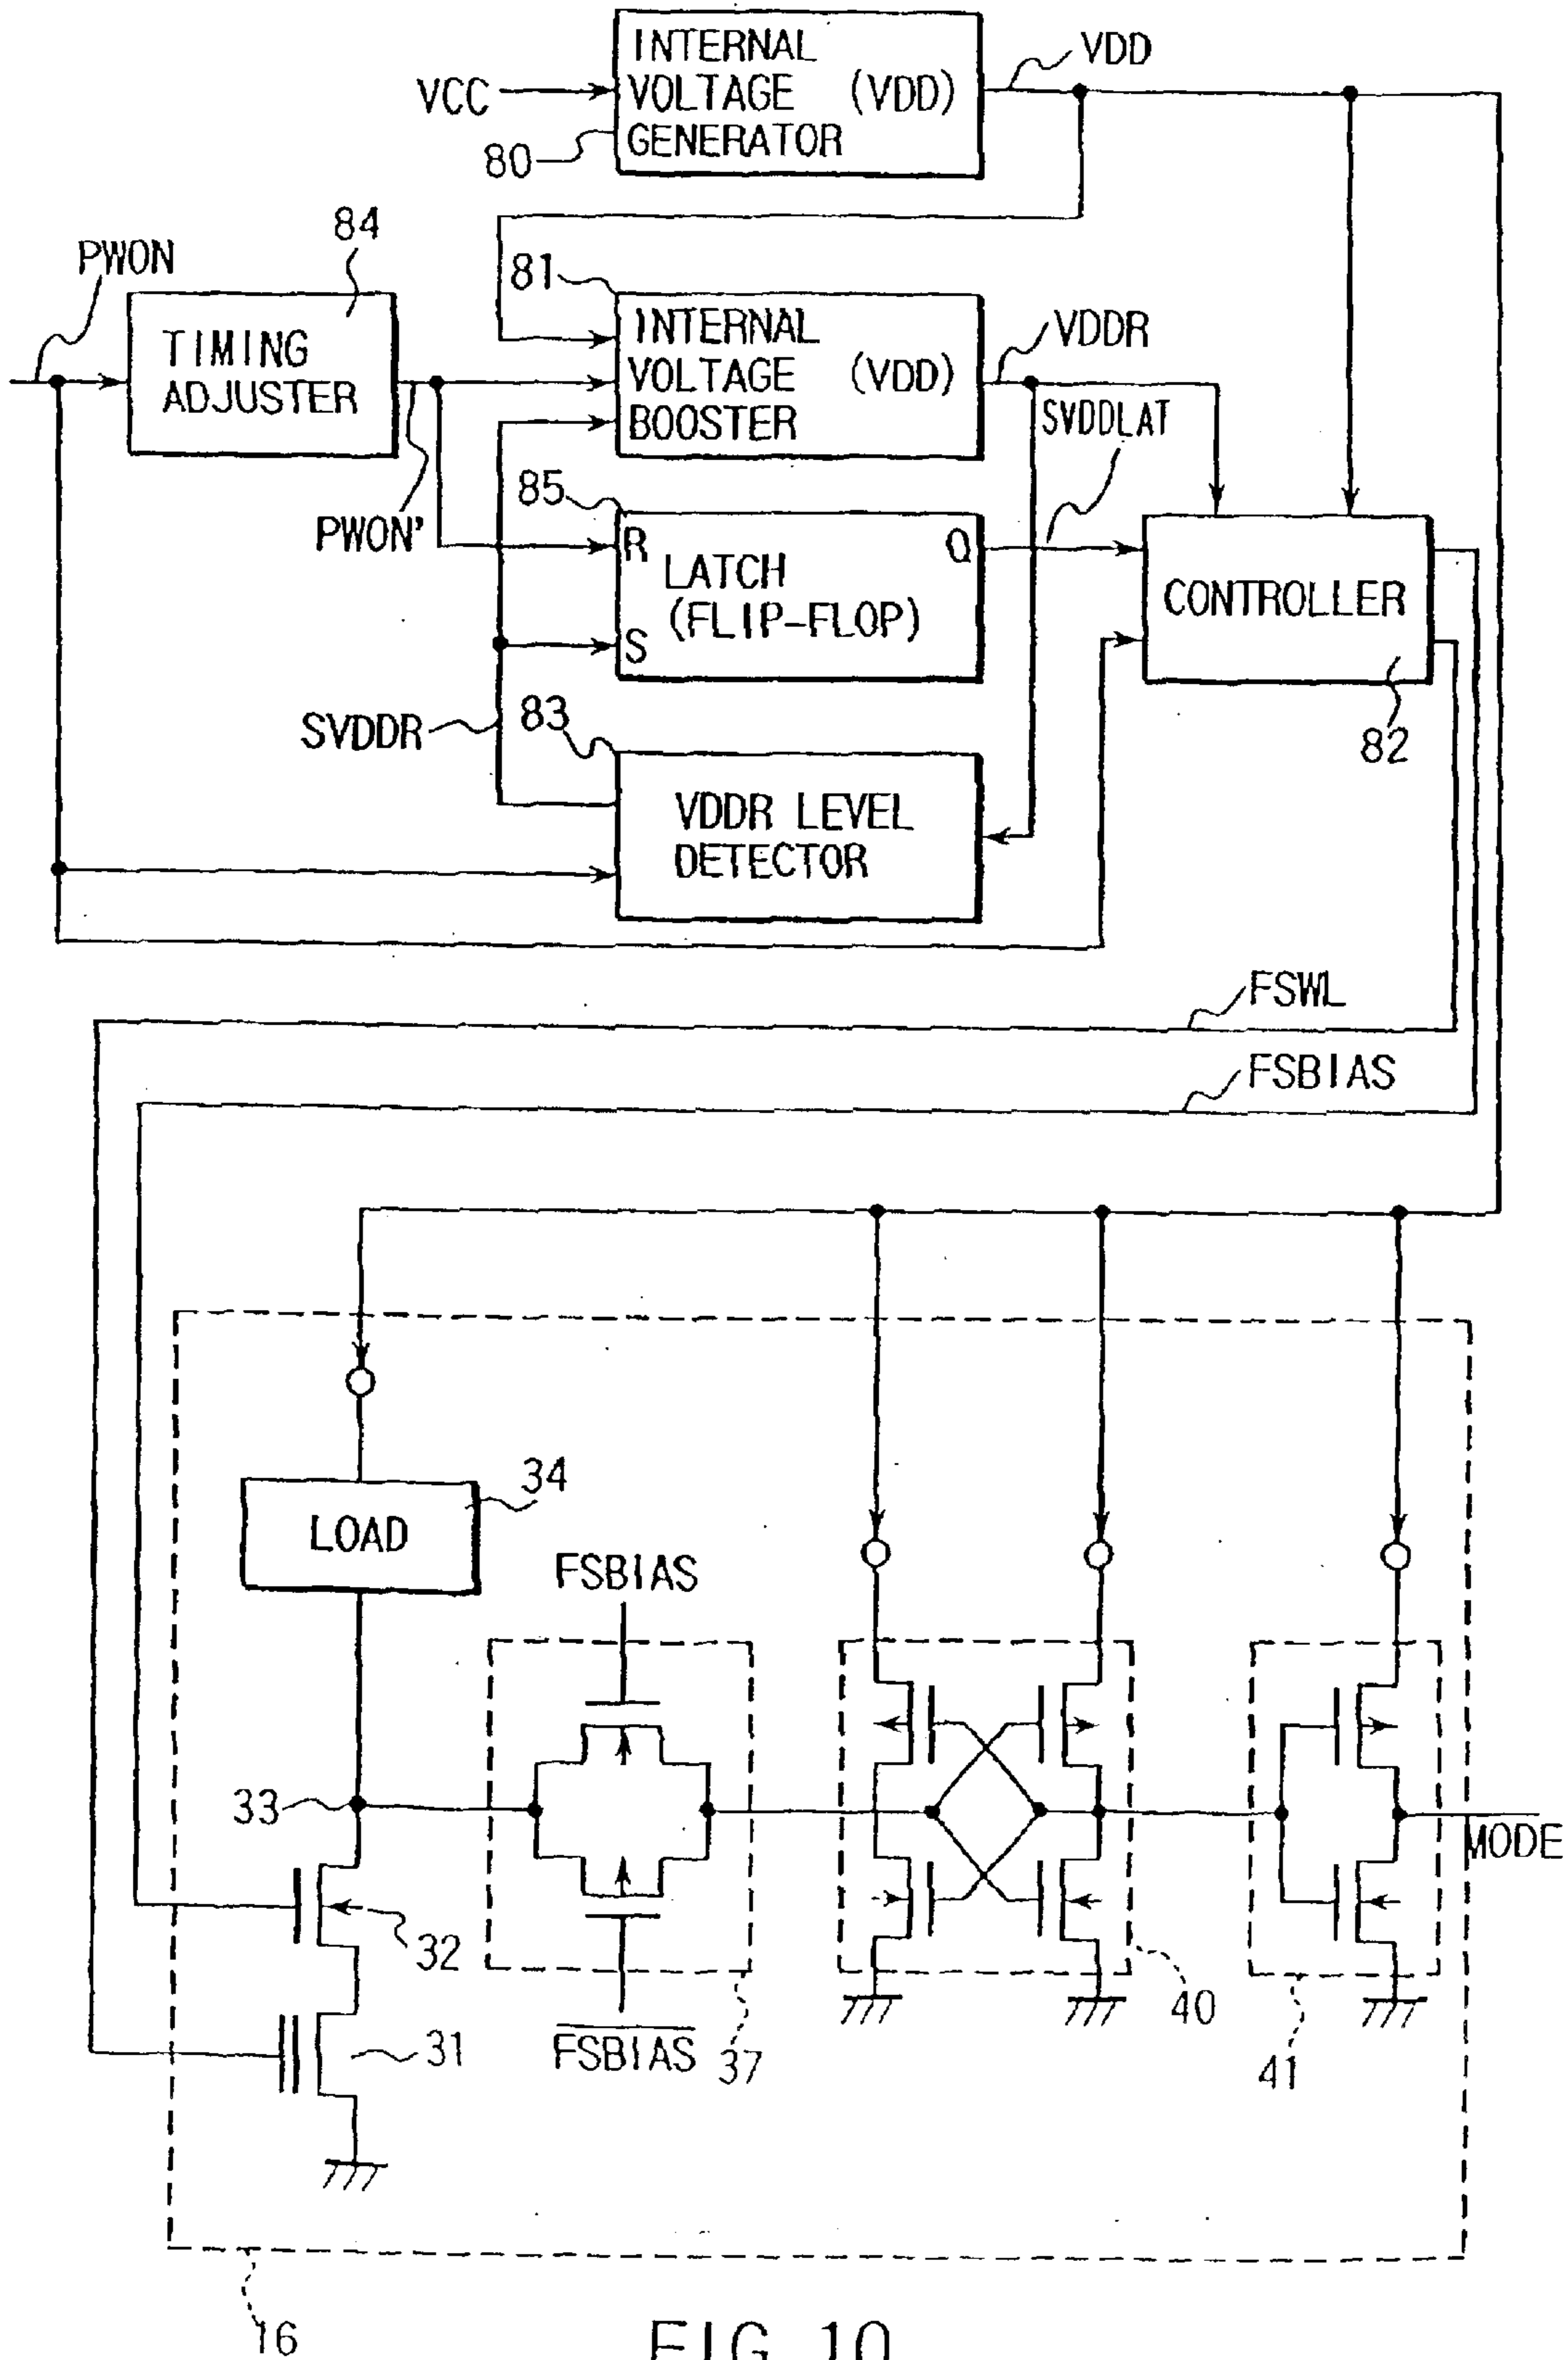 INTERNAL
VOLTAGE (VDD)
GENERATOR
VCC
80
VDD
PWON
84
TIMING
ADJUSTER
PWON'
81
INTERNAL
VOLTAGE (VDD)
BOOSTER
VDDR
SVDDLAT
85
R
Q
LATCH
(FLIP-FLOP)
S
CONTROLLER
82
SVDDR
83
VDDR LEVEL
DETECTOR
FSWL
FSBIAS
34
LOAD
FSBIAS
33
32
31
FSBIAS
37
40
41
MODE
16
FIG 10